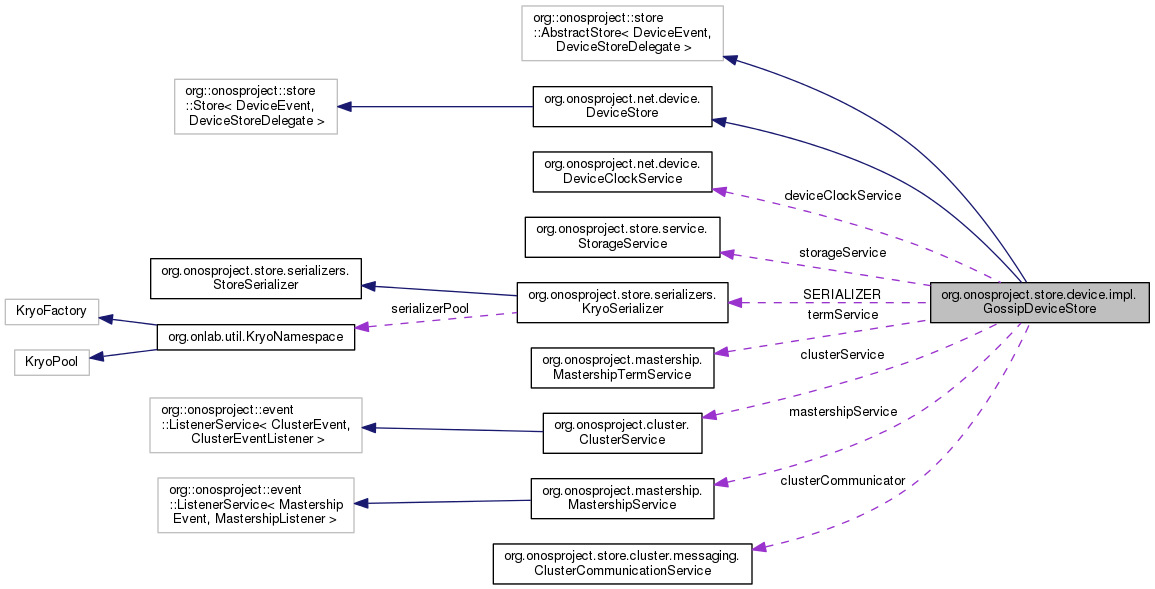 org::onosproject::store
::AbstractStore< DeviceEvent,
DeviceStoreDelegate >
org::onosproject::store
::Store< DeviceEvent,
DeviceStoreDelegate >
org.onosproject.net.device.
DeviceStore
org.onosproject.net.device.
DeviceClockService
deviceClockService
org.onosproject.store.service.
StorageService
storageService
org.onosproject.store.serializers.
StoreSerializer
org.onosproject.store.serializers.
KryoSerializer
SERIALIZER
org.onosproject.store.device.impl.
GossipDeviceStore
KryoFactory
serializerPool
termService
org.onlab.util.KryoNamespace
KryoPool
org.onosproject.mastership.
MastershipTermService
clusterService
org::onosproject::event
::ListenerService< ClusterEvent,
ClusterEventListener >
org.onosproject.cluster.
ClusterService
mastershipService
org::onosproject::event
::ListenerService< Mastership
Event, MastershipListener >
org.onosproject.mastership.
MastershipService
clusterCommunicator
org.onosproject.store.cluster.messaging.
ClusterCommunicationService